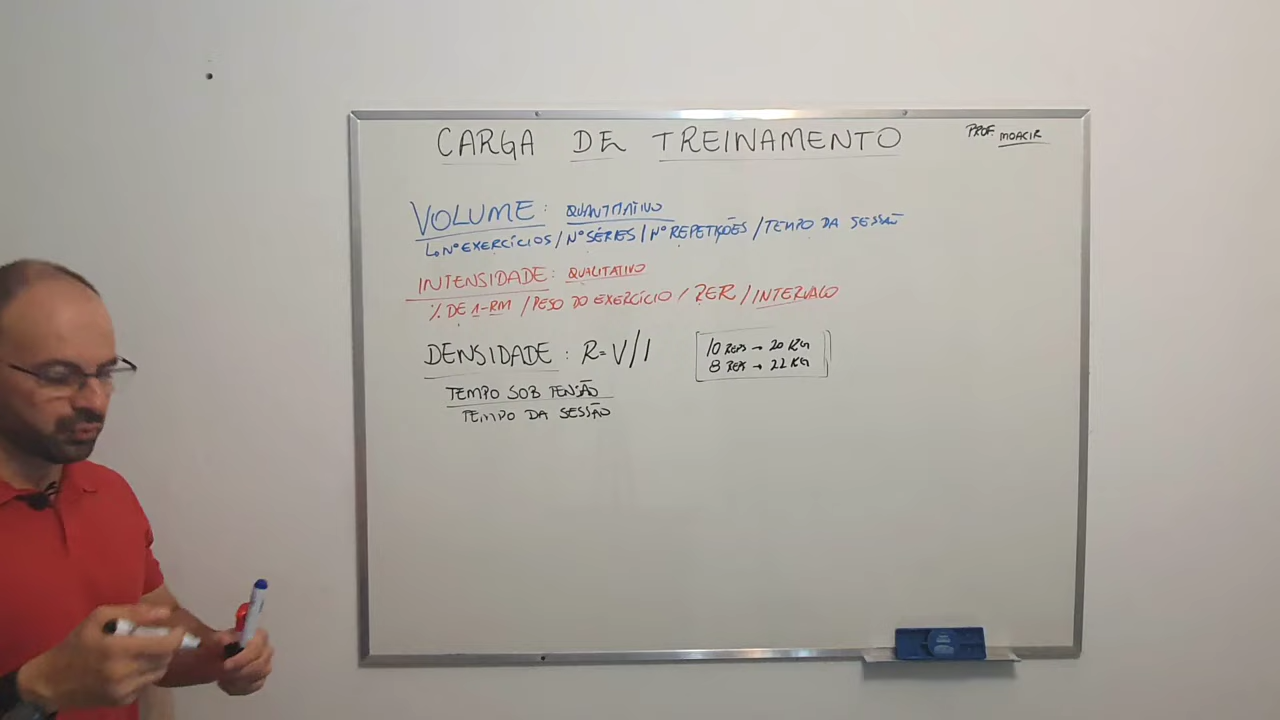 CARGA DE TREINAMENTO
PROF. MOACIR
VOLUME: QUANTITATIVO
Nº EXERCÍCIOS / Nº SÉRIES / Nº REPETIÇÕES / TEMPO DA SESSÃO
INTENSIDADE: QUALITATIVO
% DE 1-RM / PESO DO EXERCÍCIO / PER / INTERVALO
DENSIDADE: R=V/I
10 REPS → 20 KG
8 REPS → 22 KG
TEMPO SOB TENSÃO
TEMPO DA SESSÃO